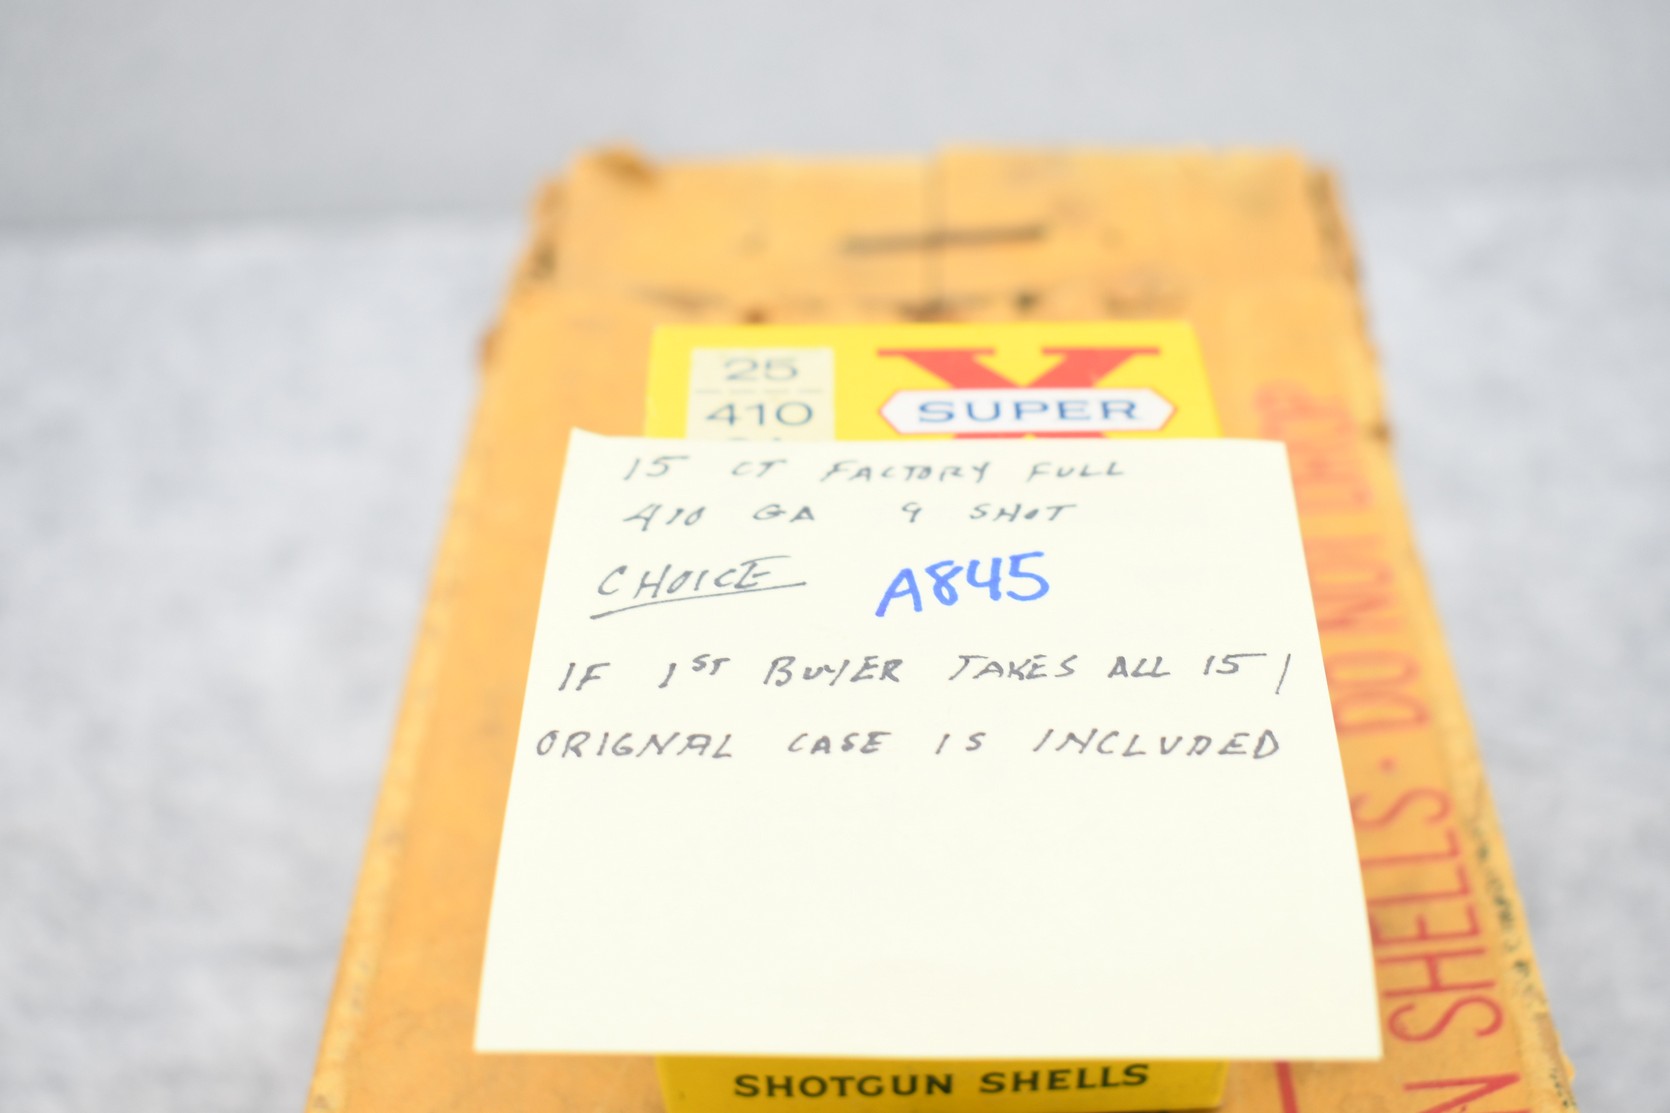 25
410
X
SUPER
15 CT FACTORY FULL
410 GA 9 SHOT
CHOICE A845
IF 1ST BUYER TAKES ALL 15,
ORIGNAL CASE IS INCLUDED
SHOTGUN SHELLS
SHELLS · DO NOT DROP